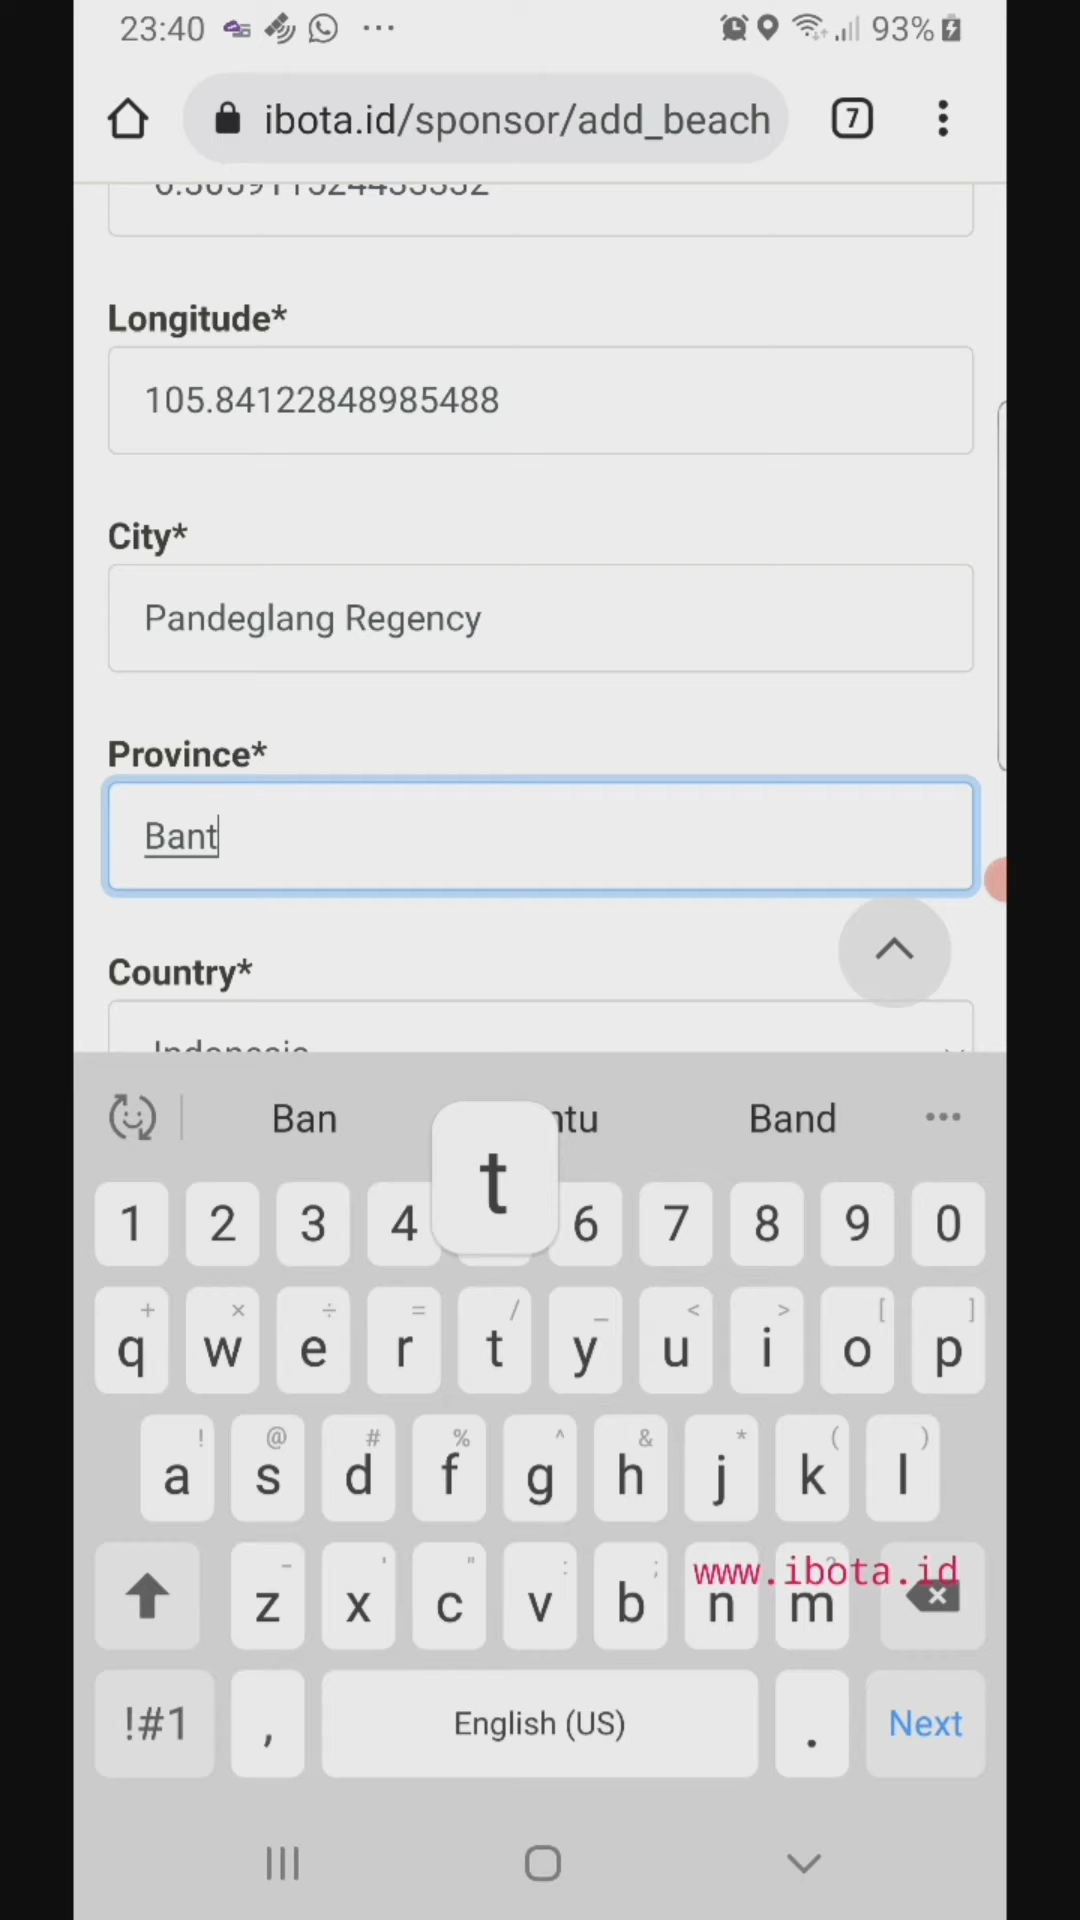 23:40 93%
ibota.id/sponsor/add_beach 7
Longitude*
105.84122848985488
City*
Pandeglang Regency
Province*
Bant
Country*
Indonesia
Ban ntu Band
t
1 2 3 4 6 7 8 9 0
+ × ÷ = / _ < > [ ]
q w e r t y u i o p
! @ # % ^ & * ( )
a s d f g h j k l
- ' " : ; ?
www.ibota.id
z x c v b n m
!#1 , English (US) . Next